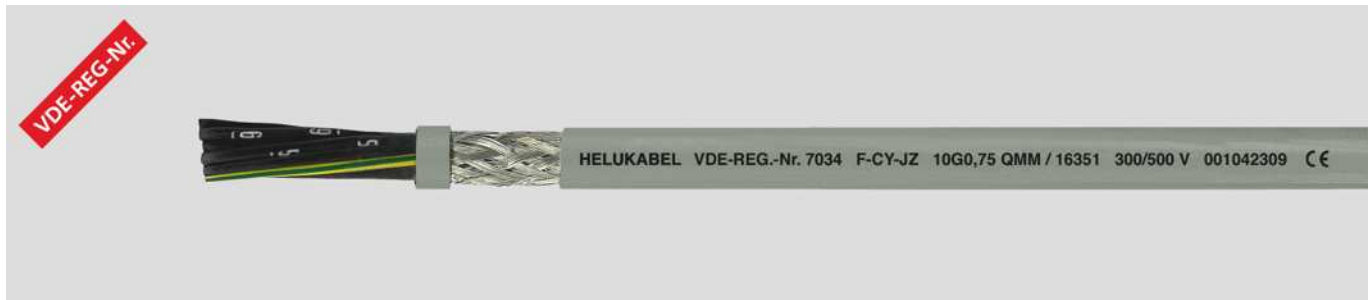 VDE-REG-Nr.
HELUKABEL VDE-REG.-Nr. 7034 F-CY-JZ 10G0,75 QMM / 16351 300/500 V 001042309 CE